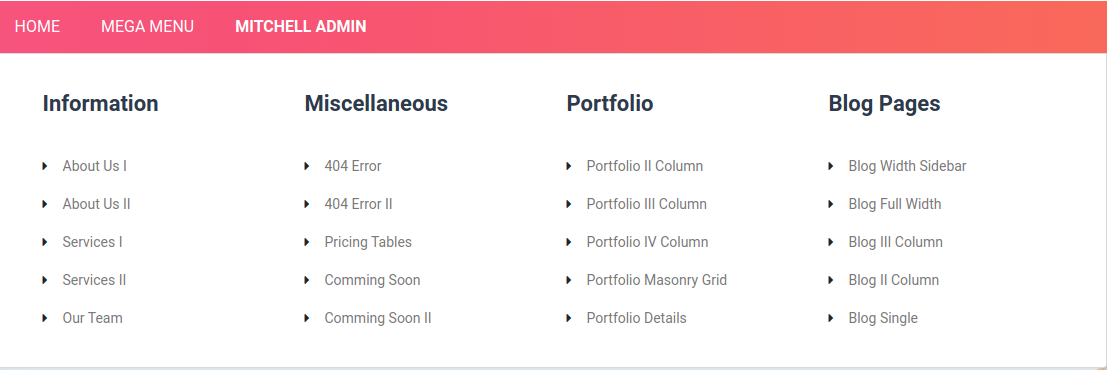 HOME MEGA MENU MITCHELL ADMIN
Information
About Us I
About Us II
Services I
Services II
Our Team
Miscellaneous
404 Error
404 Error II
Pricing Tables
Comming Soon
Comming Soon II
Portfolio
Portfolio II Column
Portfolio III Column
Portfolio IV Column
Portfolio Masonry Grid
Portfolio Details
Blog Pages
Blog Width Sidebar
Blog Full Width
Blog III Column
Blog II Column
Blog Single